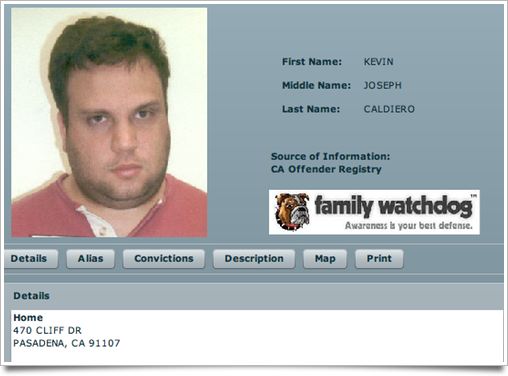 First Name: KEVIN
Middle Name: JOSEPH
Last Name: CALDIERO
Source of Information:
CA Offender Registry
family watchdog™
Awareness is your best defense.
Details Alias Convictions Description Map Print
Details
Home
470 CLIFF DR
PASADENA, CA 91107